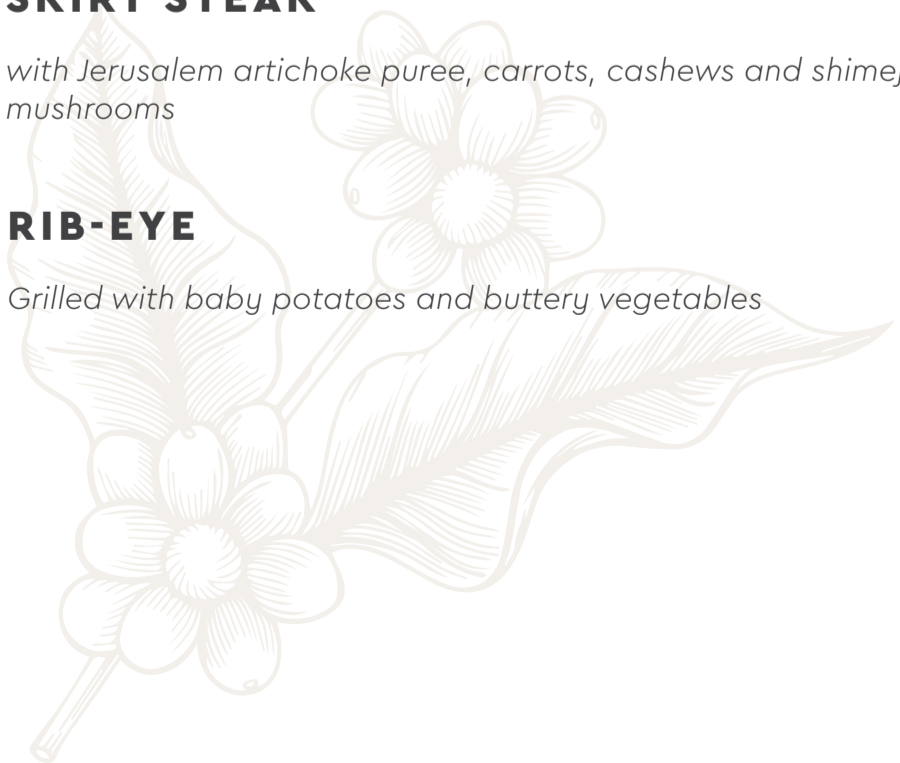 SKIRT STEAK
with Jerusalem artichoke puree, carrots, cashews and shimej
mushrooms
RIB-EYE
Grilled with baby potatoes and buttery vegetables